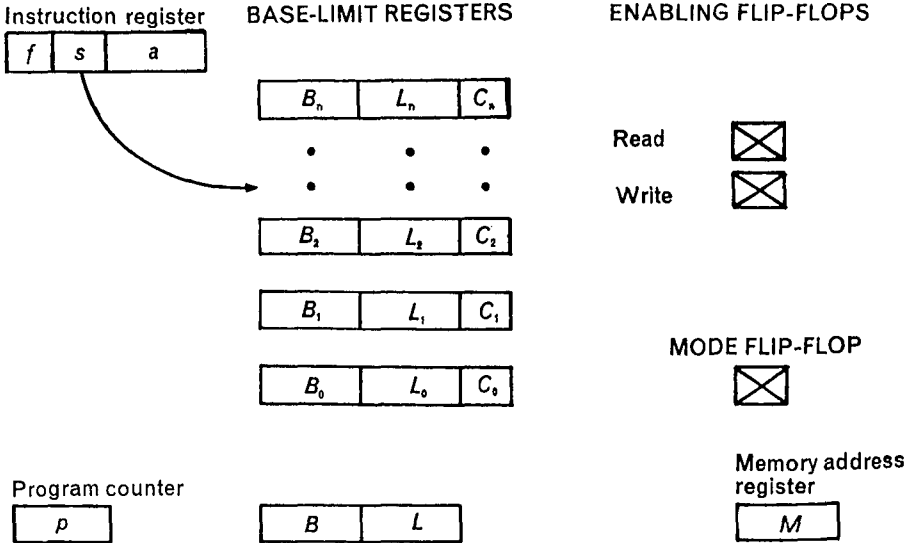 Instruction register
BASE-LIMIT REGISTERS
ENABLING FLIP-FLOPS
f s a
Bₙ Lₙ Cₙ
Read
Write
B₂ L₂ C₂
B₁ L₁ C₁
MODE FLIP-FLOP
B₀ L₀ C₀
Memory address
register
Program counter
p
B L
M